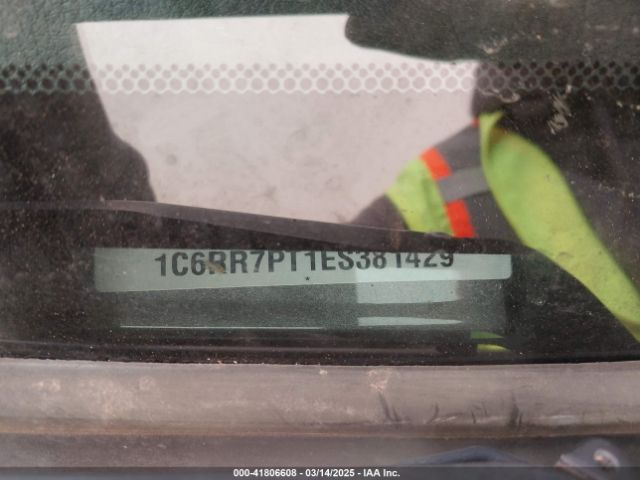 1C6RR7PT1ES381429
*
000-41806608 - 03/14/2025 - IAA Inc.